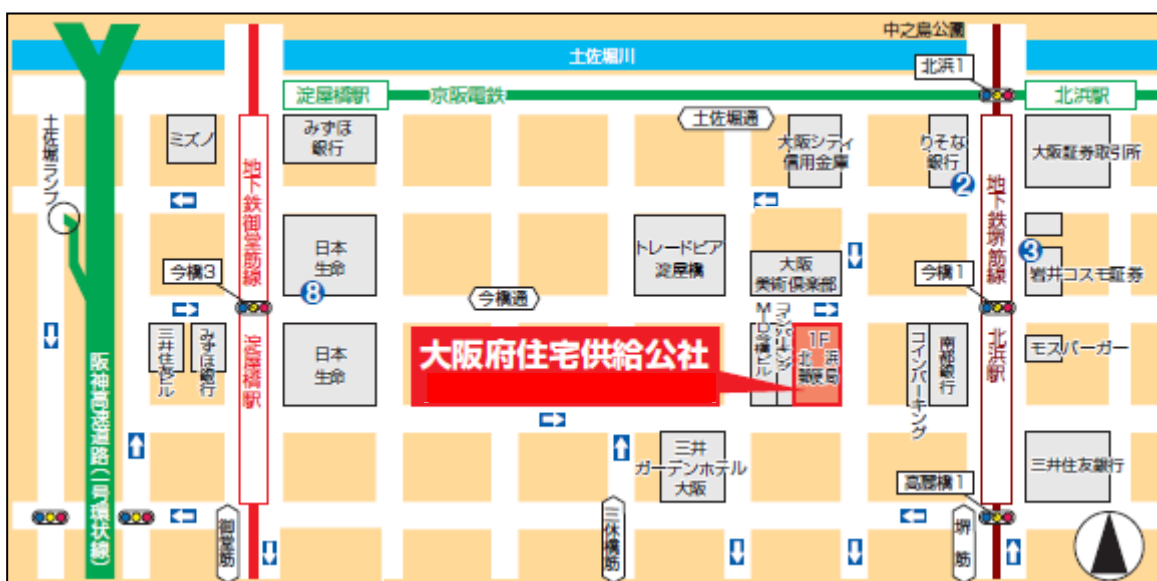 中之島公園
土佐堀川
北浜1
淀屋橋駅
京阪電鉄
北浜駅
土佐堀通
土佐堀ランプ
ミズノ
みずほ
銀行
大阪シティ
信用金庫
りそな
銀行
2
大阪証券取引所
地下鉄御堂筋線
地下鉄堺筋線
日本
生命
8
トレードピア
淀屋橋
大阪
美術倶楽部
3
岩井コスモ証券
今橋3
今橋通
今橋1
三井住友ビル
みずほ銀行
淀屋橋駅
日本
生命
大阪府住宅供給公社
MID今橋ビル
コインパーキング
1F
北浜
郵便局
コインパーキング
南都銀行
北浜駅
モスバーガー
阪神高速道路(一号環状線)
三井
ガーデンホテル
大阪
三井住友銀行
高麗橋1
御堂筋
三休橋筋
堺筋